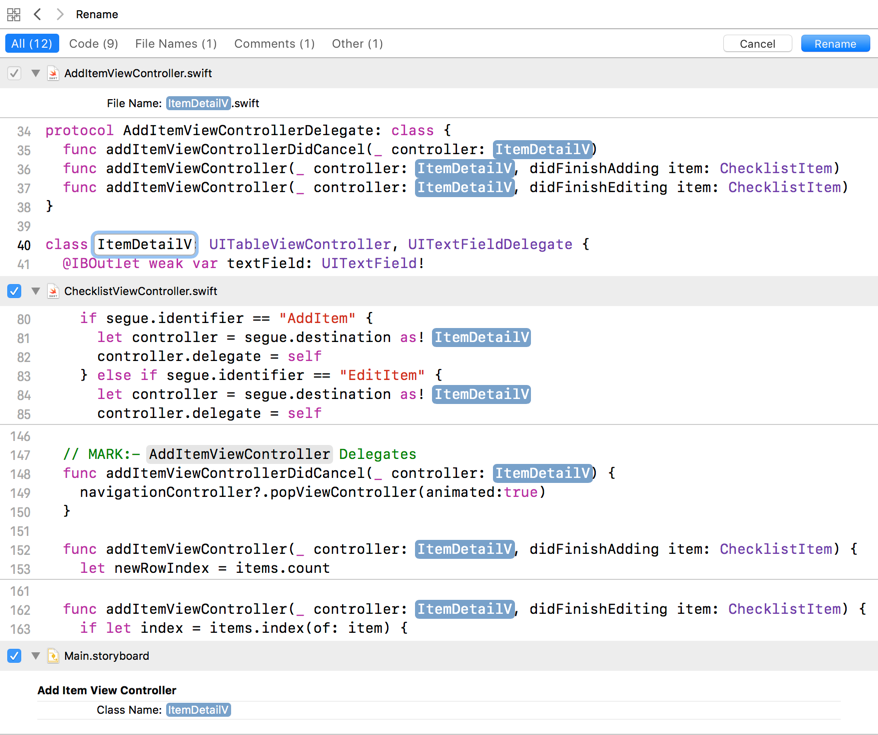 Rename
All (12) Code (9) File Names (1) Comments (1) Other (1) Cancel Rename
AddItemViewController.swift
File Name: ItemDetailV.swift
34 protocol AddItemViewControllerDelegate: class {
35 func addItemViewControllerDidCancel(_ controller: ItemDetailV)
36 func addItemViewController(_ controller: ItemDetailV, didFinishAdding item: ChecklistItem)
37 func addItemViewController(_ controller: ItemDetailV, didFinishEditing item: ChecklistItem)
38 }
39
40 class ItemDetailV: UITableViewController, UITextFieldDelegate {
41 @IBOutlet weak var textField: UITextField!
ChecklistViewController.swift
80 if segue.identifier == "AddItem" {
81 let controller = segue.destination as! ItemDetailV
82 controller.delegate = self
83 } else if segue.identifier == "EditItem" {
84 let controller = segue.destination as! ItemDetailV
85 controller.delegate = self
146
147 // MARK:- AddItemViewController Delegates
148 func addItemViewControllerDidCancel(_ controller: ItemDetailV) {
149 navigationController?.popViewController(animated:true)
150 }
151
152 func addItemViewController(_ controller: ItemDetailV, didFinishAdding item: ChecklistItem) {
153 let newRowIndex = items.count
161
162 func addItemViewController(_ controller: ItemDetailV, didFinishEditing item: ChecklistItem) {
163 if let index = items.index(of: item) {
Main.storyboard
Add Item View Controller
Class Name: ItemDetailV